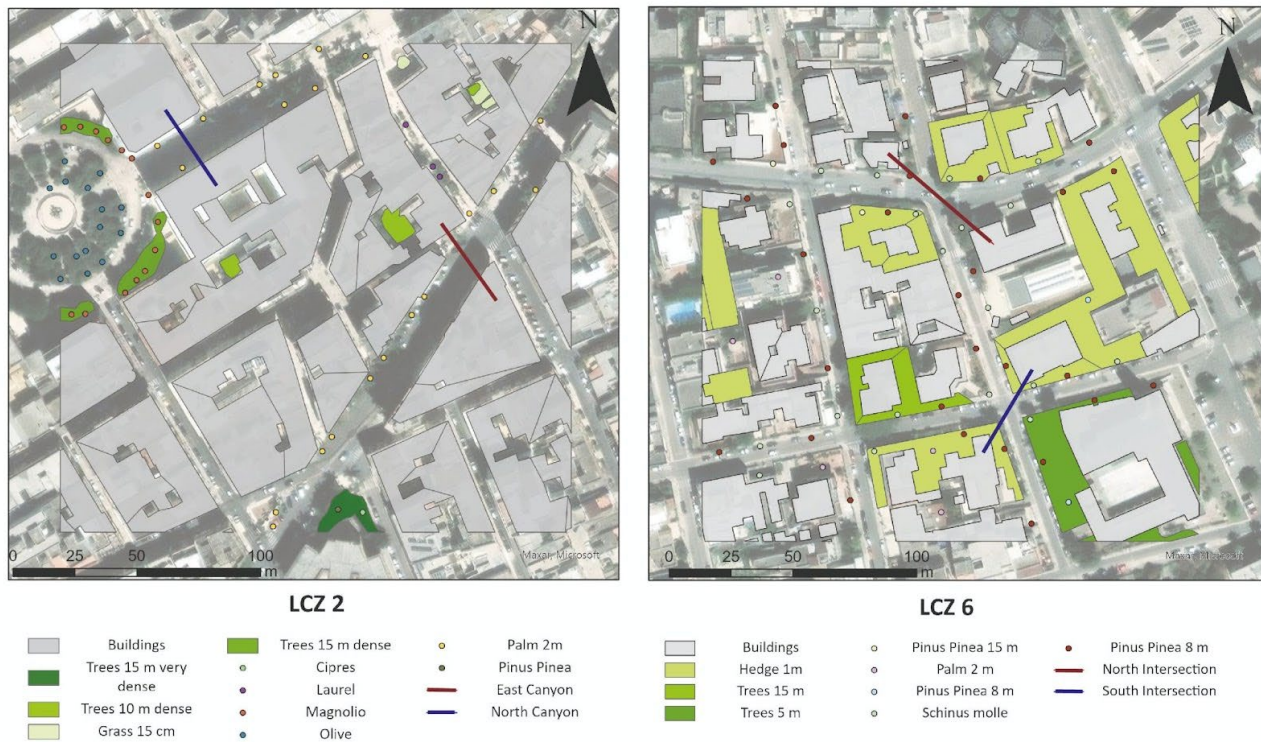 N
0 25 50 100
m
Maxar, Microsoft
LCZ 2
Buildings
Trees 15 m very
dense
Trees 10 m dense
Grass 15 cm
Trees 15 m dense
Cipres
Laurel
Magnolio
Olive
Palm 2m
Pinus Pinea
East Canyon
North Canyon
N
0 25 50 100
m
Maxar, Microsoft
LCZ 6
Buildings
Hedge 1m
Trees 15 m
Trees 5 m
Pinus Pinea 15 m
Palm 2 m
Pinus Pinea 8 m
Schinus molle
Pinus Pinea 8 m
North Intersection
South Intersection